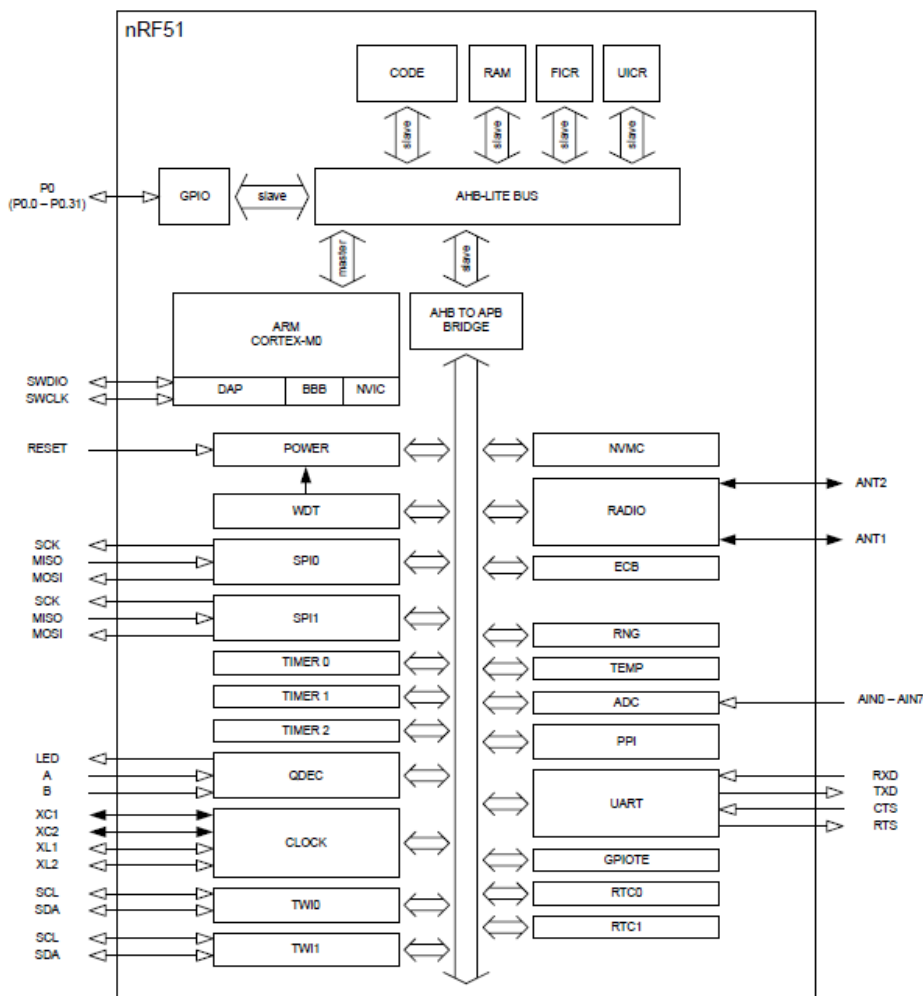 nRF51
CODE
RAM
FICR
UICR
slave
slave
slave
slave
P0
(P0.0 – P0.31)
GPIO
slave
AHB-LITE BUS
master
slave
ARM
CORTEX-M0
AHB TO APB
BRIDGE
SWDIO
SWCLK
DAP
BBB
NVIC
RESET
POWER
NVMC
WDT
RADIO
ANT2
ANT1
SCK
MISO
MOSI
SPI0
ECB
SCK
MISO
MOSI
SPI1
RNG
TIMER 0
TEMP
TIMER 1
ADC
AIN0 – AIN7
TIMER 2
PPI
LED
A
B
QDEC
UART
RXD
TXD
CTS
RTS
XC1
XC2
XL1
XL2
CLOCK
GPIOTE
SCL
SDA
TWI0
RTC0
RTC1
SCL
SDA
TWI1